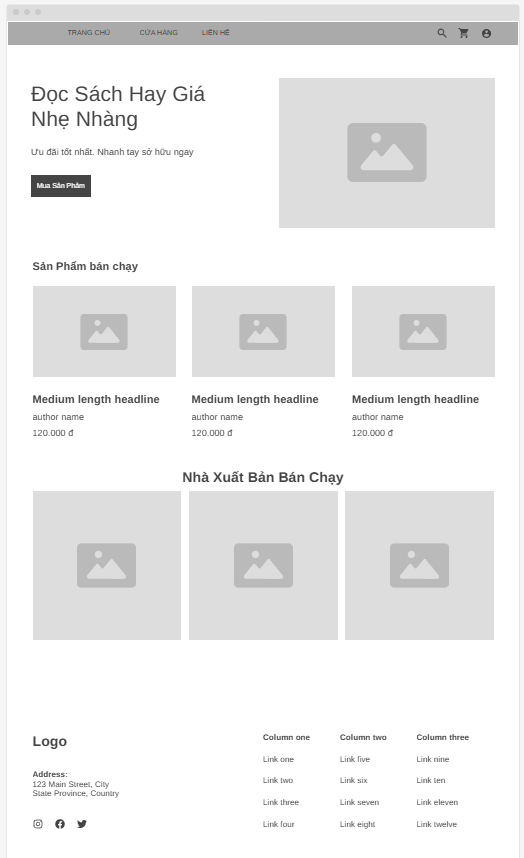 TRANG CHỦ CỬA HÀNG LIÊN HỆ
Đọc Sách Hay Giá
Nhẹ Nhàng
Ưu đãi tốt nhất. Nhanh tay sở hữu ngay
Mua Sản Phẩm
Sản Phẩm bán chạy
Medium length headline Medium length headline Medium length headline
author name author name author name
120.000 đ 120.000 đ 120.000 đ
Nhà Xuất Bản Bán Chạy
Logo
Address:
123 Main Street, City
State Province, Country
Column one
Link one
Link two
Link three
Link four
Column two
Link five
Link six
Link seven
Link eight
Column three
Link nine
Link ten
Link eleven
Link twelve